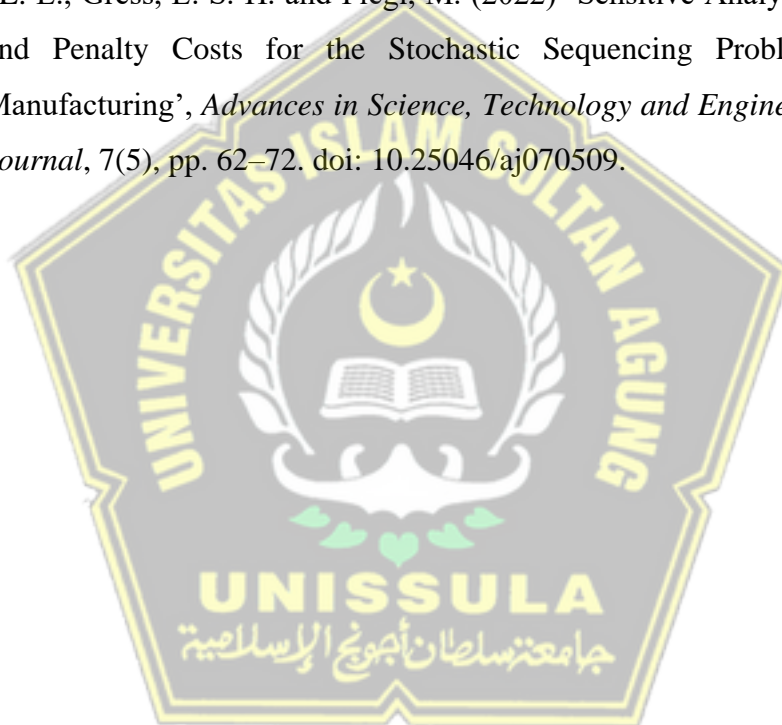 L. E., Gress, E. S. H. and Flegl, M. (2022) ‘Sensitive Analy
nd Penalty Costs for the Stochastic Sequencing Probl
Manufacturing’, Advances in Science, Technology and Engine
ournal, 7(5), pp. 62–72. doi: 10.25046/aj070509.
UNIVERSITAS ISLAM SULTAN AGUNG
UNISSULA
جامعتنسلطان أجونج الإسلامية